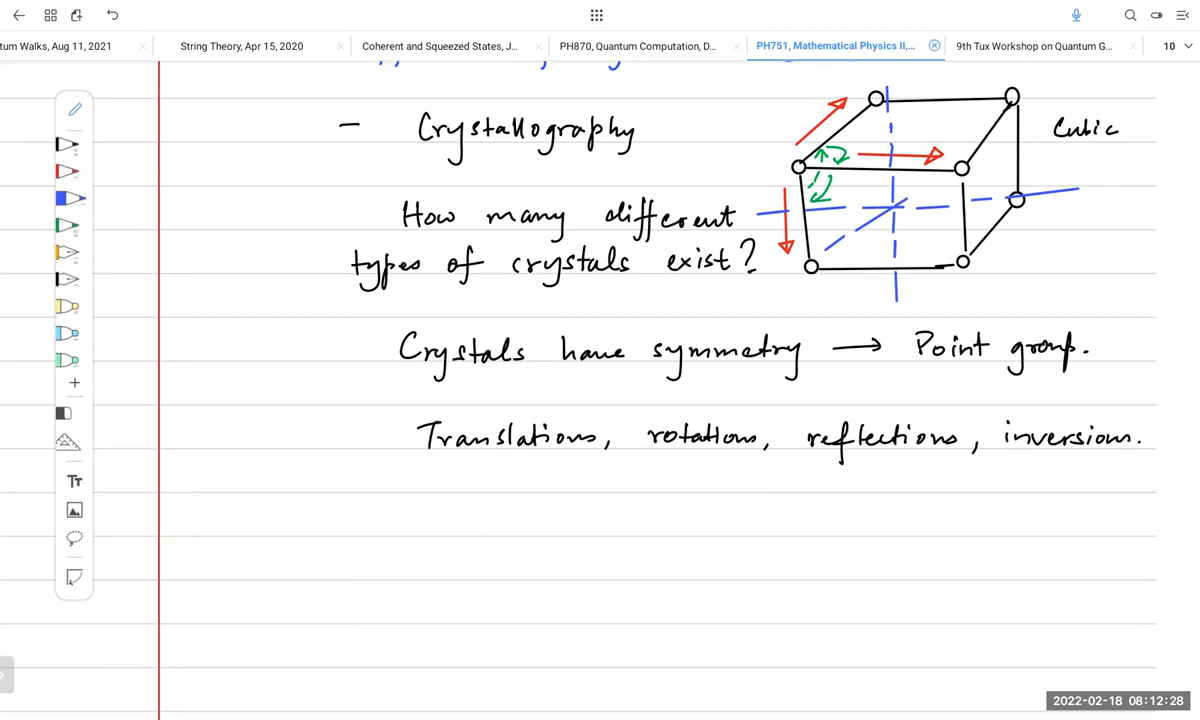 tum Walks, Aug 11, 2021
String Theory, Apr 15, 2020
Coherent and Squeezed States, J...
PH870, Quantum Computation, D...
PH751, Mathematical Physics II,...
9th Tux Workshop on Quantum G...
10
- Crystallography
Cubic
How many different
types of crystals exist?
Crystals have symmetry → Point group.
Translations, rotations, reflections, inversions.
TT
2022-02-18 08:12:28